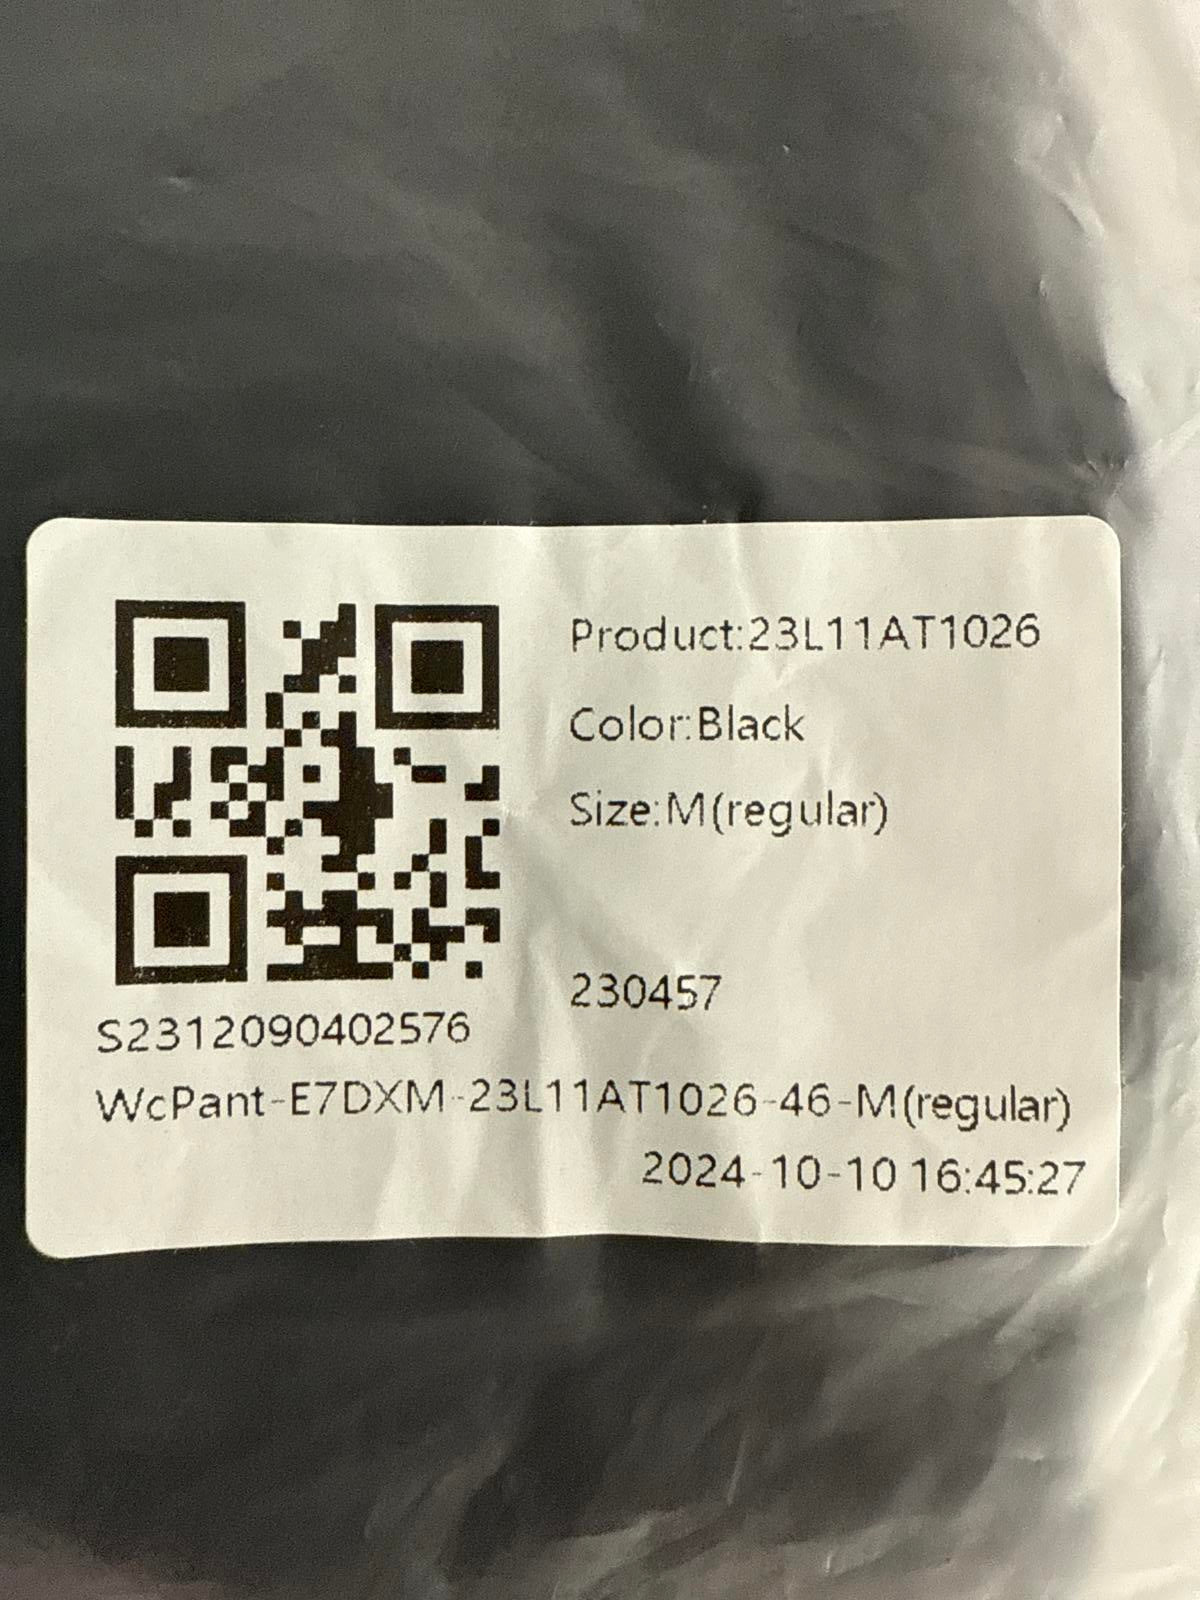 Product:23L11AT1026
Color:Black
Size:M(regular)
230457
S2312090402576
WcPant-E7DXM-23L11AT1026-46-M(regular)
2024-10-10 16:45:27